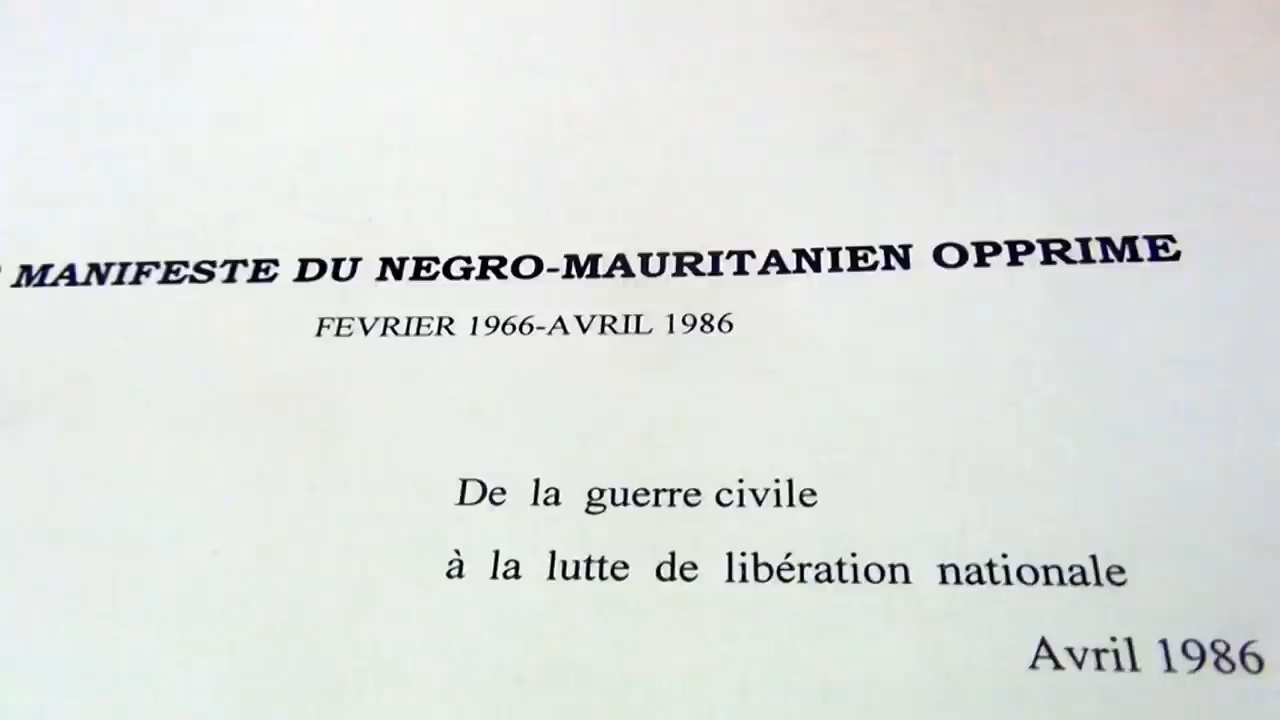 MANIFESTE DU NEGRO-MAURITANIEN OPPRIME
FEVRIER 1966-AVRIL 1986
De la guerre civile
à la lutte de libération nationale
Avril 1986